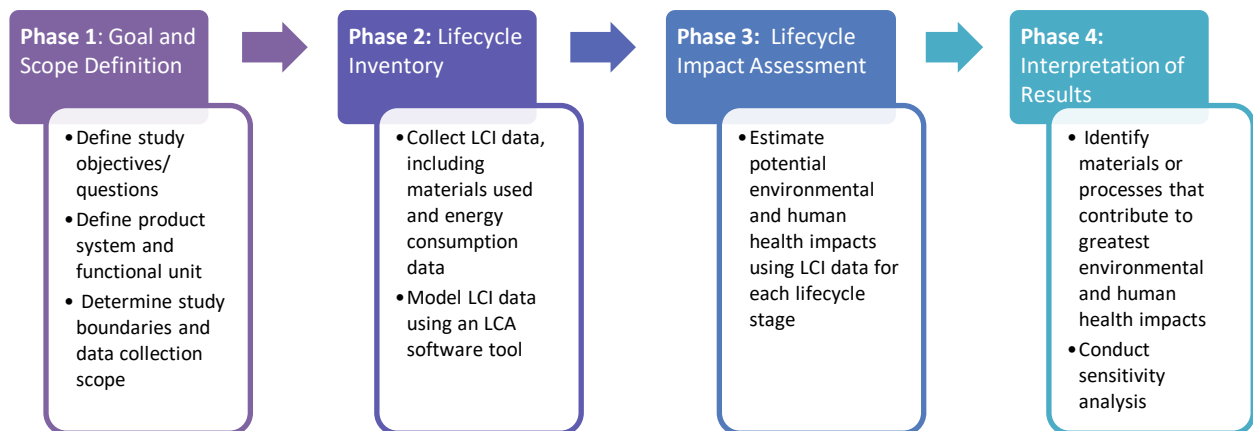 Phase 1: Goal and
Scope Definition
•Define study
objectives/
questions
•Define product
system and
functional unit
• Determine study
boundaries and
data collection
scope
Phase 2: Lifecycle
Inventory
•Collect LCI data,
including
materials used
and energy
consumption
data
•Model LCI data
using an LCA
software tool
Phase 3:  Lifecycle
Impact Assessment
•Estimate
potential
environmental
and human
health impacts
using LCI data for
each lifecycle
stage
Phase 4:
Interpretation of
Results
• Identify
materials or
processes that
contribute to
greatest
environmental
and human
health impacts
•Conduct
sensitivity
analysis